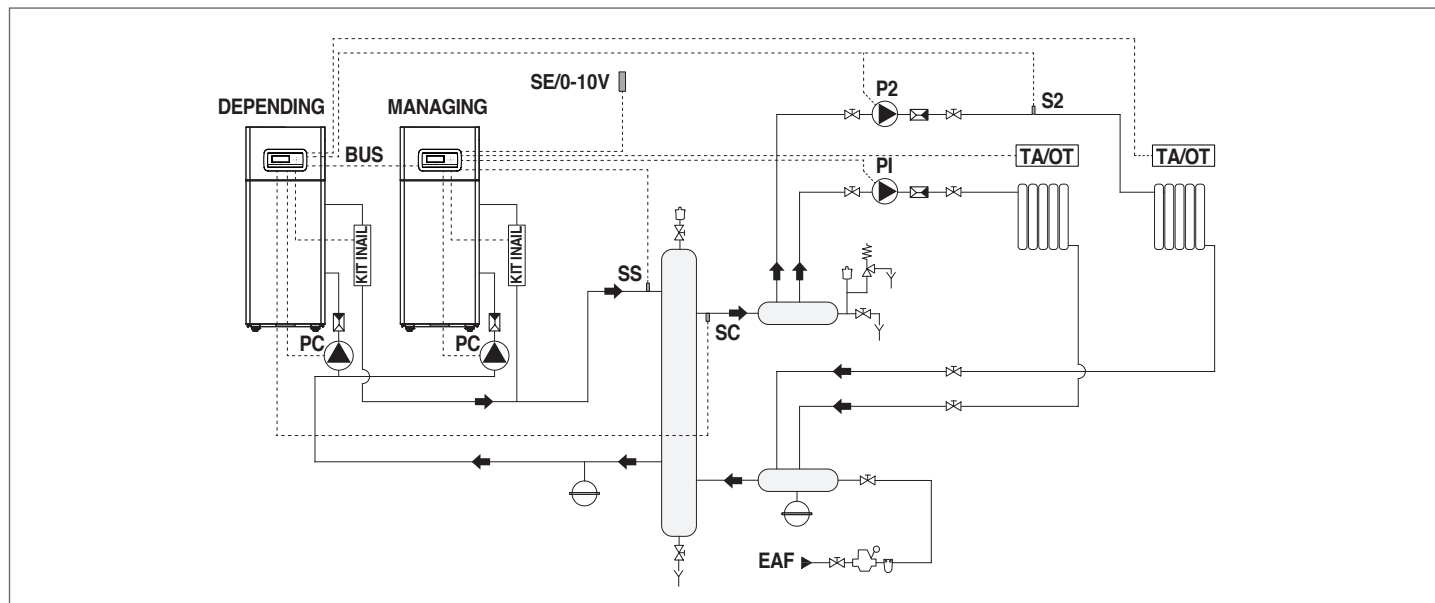 SE/0-10V
P2
S2
DEPENDING
MANAGING
BUS
TA/OT
TA/OT
P1
KIT INAIL
KIT INAIL
SS
SC
PC
PC
EAF